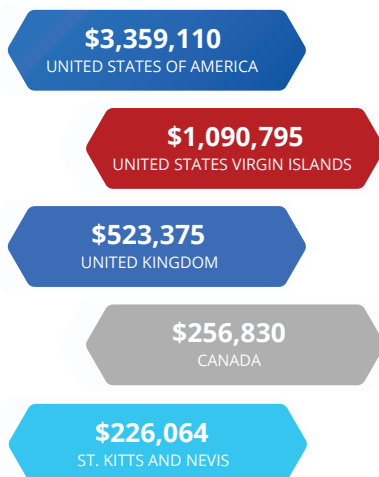 $3,359,110
UNITED STATES OF AMERICA
$1,090,795
UNITED STATES VIRGIN ISLANDS
$523,375
UNITED KINGDOM
$256,830
CANADA
$226,064
ST. KITTS AND NEVIS